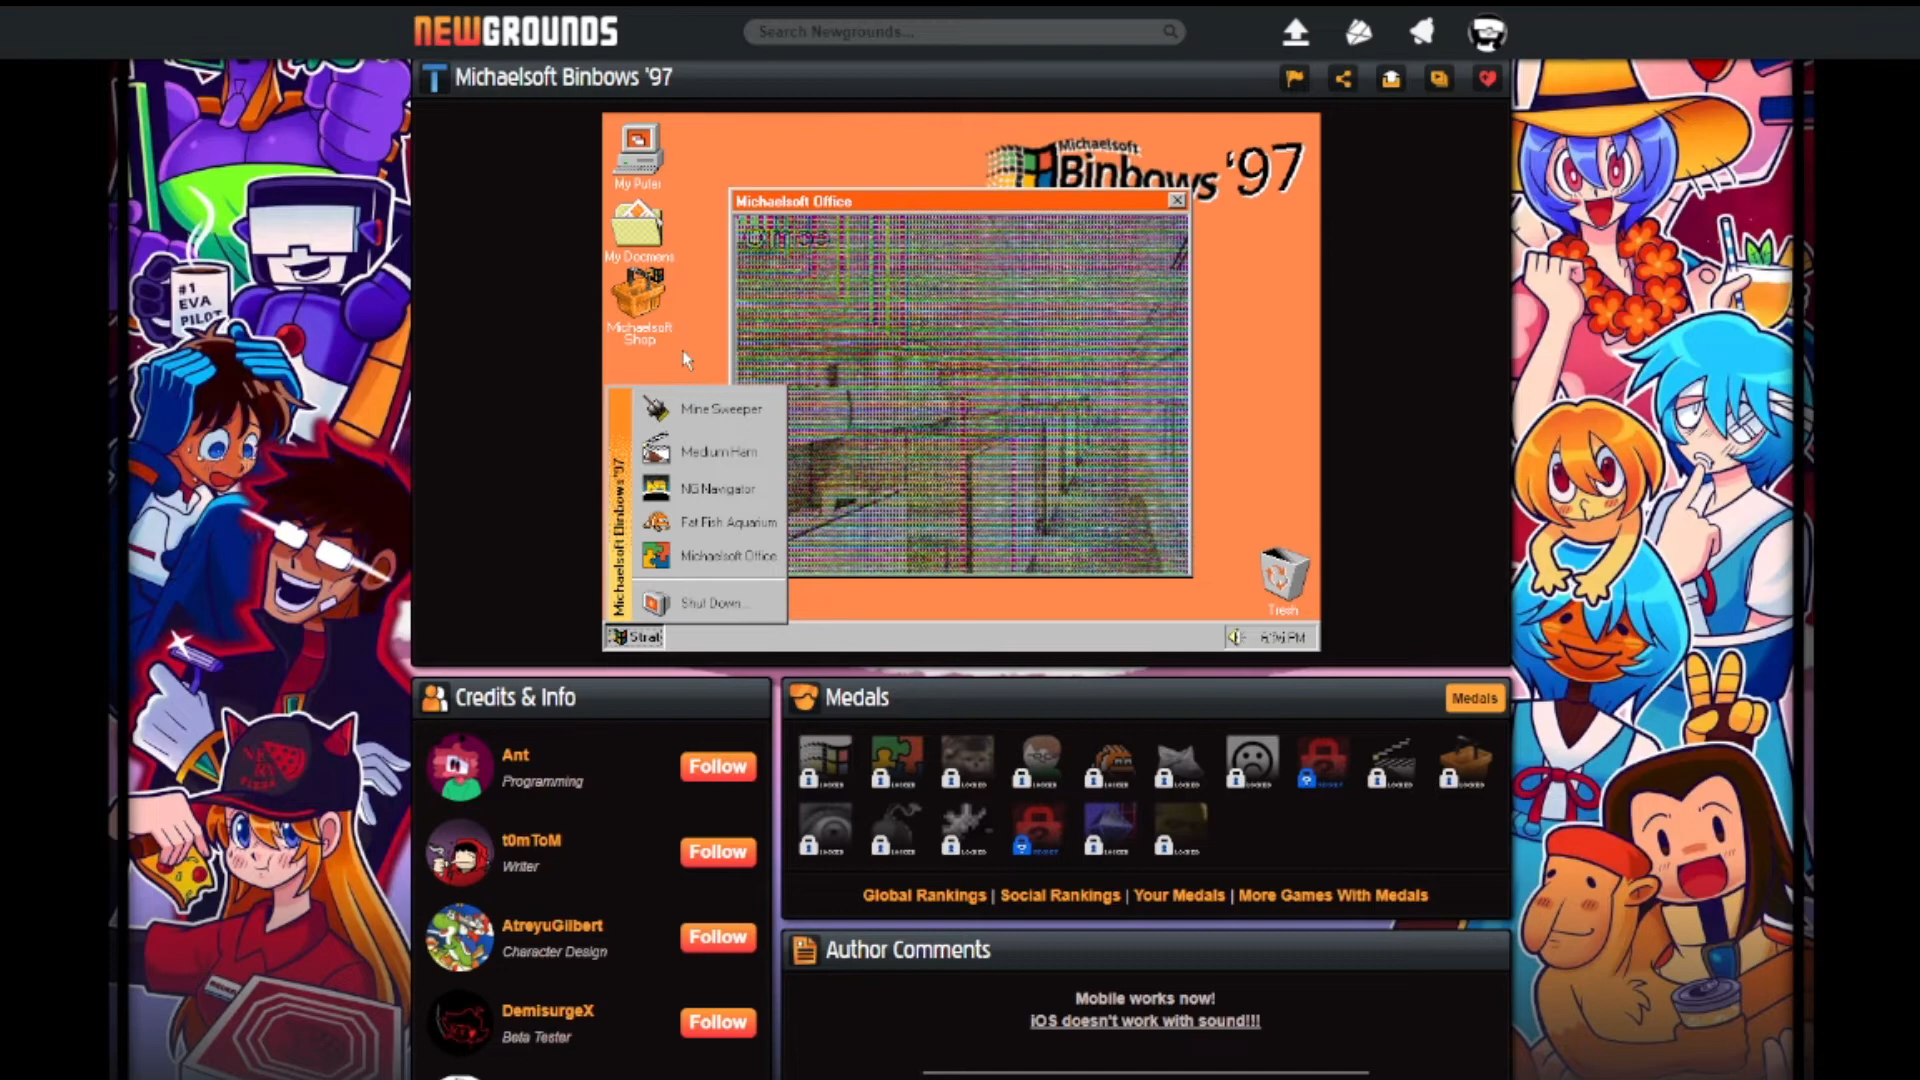 NEWGROUNDS
Search Newgrounds...
Michaelsoft Binbows '97
My Puter
Michaelsoft
Binbows '97
Michaelsoft Office
My Docmens
Michaelsoft
Shop
#1
EVA
PILOT
Mine Sweeper
Medium Ham
NG Navigator
Fat Fish Aquarium
Michaelsoft Office
Shut Down...
Michaelsoft Binbows '97
Strat
Tresh
Credits & Info
Medals
Medals
Ant
Programming
Follow
t0mToM
Writer
Follow
AtreyuGilbert
Character Design
Follow
DemisurgeX
Beta Tester
Follow
Global Rankings | Social Rankings | Your Medals | More Games With Medals
Author Comments
Mobile works now!
iOS doesn't work with sound!!!